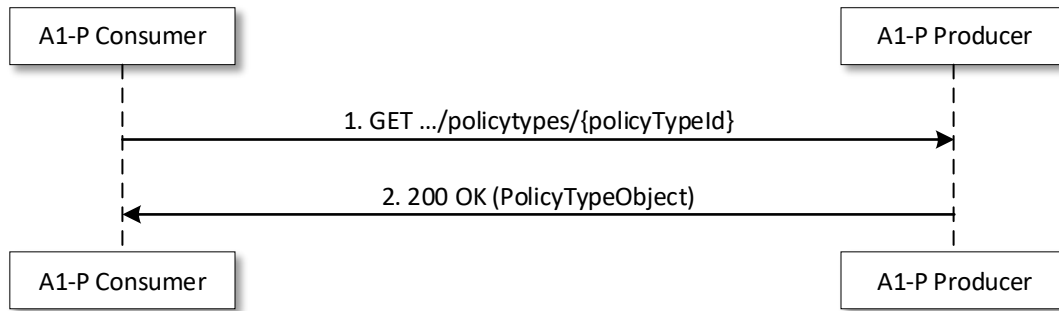 A1-P Consumer
A1-P Producer
1. GET .../policytypes/{policyTypeId}
2. 200 OK (PolicyTypeObject)
A1-P Consumer
A1-P Producer